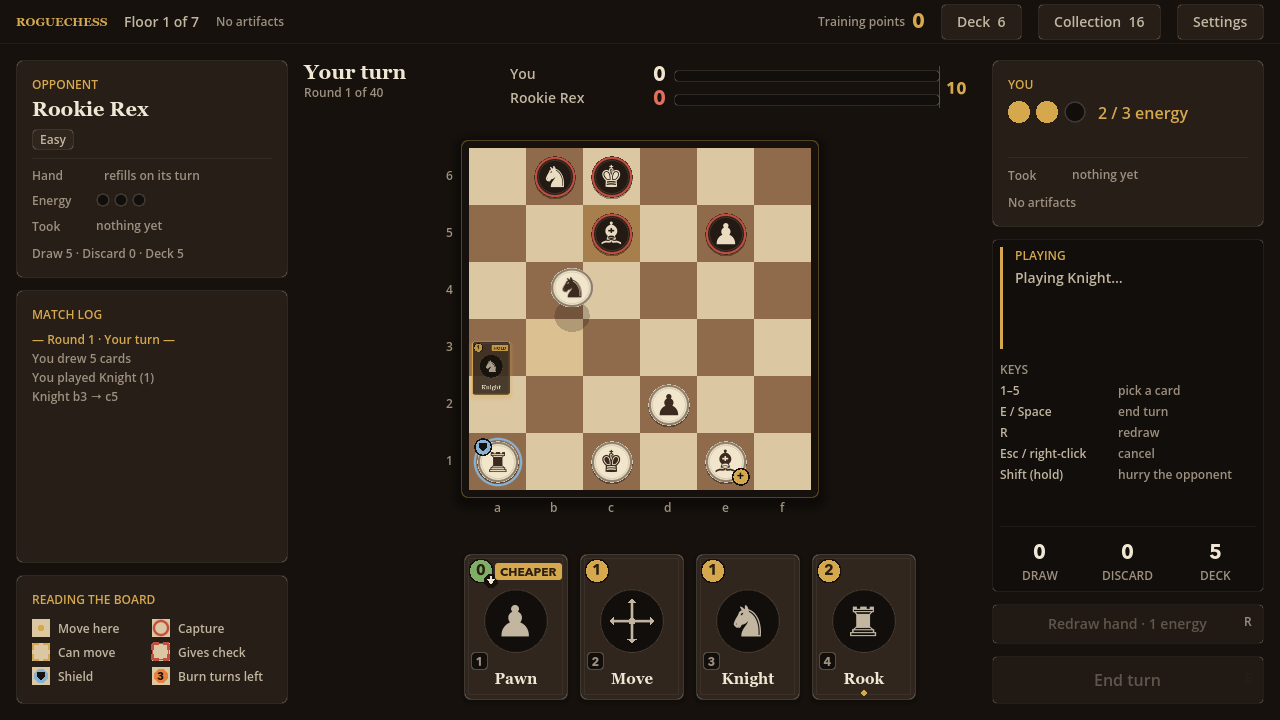 ROGUECHESS Floor 1 of 7 No artifacts Training points 0 Deck 6 Collection 16 Settings
OPPONENT
Rookie Rex
Easy
Hand refills on its turn
Energy
Took nothing yet
Draw 5 · Discard 0 · Deck 5
MATCH LOG
— Round 1 · Your turn —
You drew 5 cards
You played Knight (1)
Knight b3 → c5
READING THE BOARD
Move here Capture
Can move Gives check
Shield 3 Burn turns left
Your turn
Round 1 of 40
You 0
Rookie Rex 0
10
6
5
4
3
2
1
a b c d e f
1
Knight
+
0 CHEAPER
1
Pawn
1
2
Move
1
3
Knight
2
4
Rook
YOU
2 / 3 energy
Took nothing yet
No artifacts
PLAYING
Playing Knight...
KEYS
1–5 pick a card
E / Space end turn
R redraw
Esc / right-click cancel
Shift (hold) hurry the opponent
0 0 5
DRAW DISCARD DECK
Redraw hand · 1 energy R
End turn